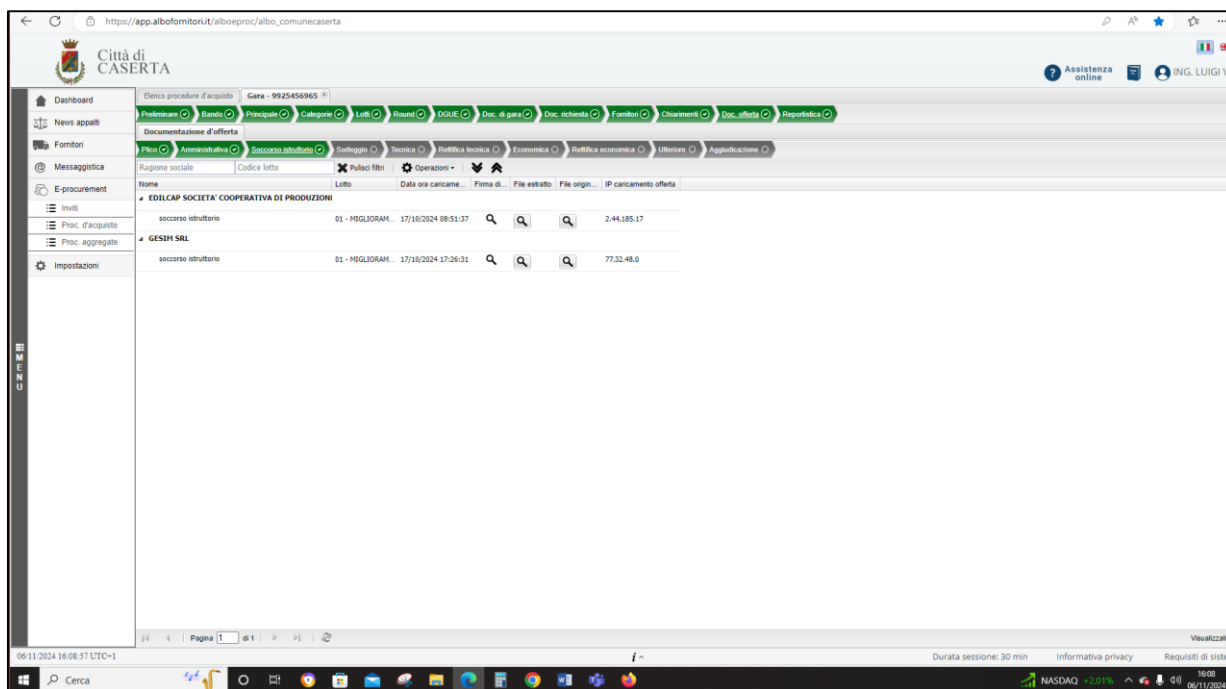 https://app.albofornitori.it/alboeproc/albo_comunecaserta
Città di
CASERTA
Assistenza
online
ING. LUIGI V
Dashboard
News appalti
Fornitori
Messaggistica
E-procurement
Inviti
Proc. d'acquisto
Proc. aggregate
Impostazioni
MENU
Elenco procedure d'acquisto Gara - 9925456965
Preliminare Bando Principale Categorie Lotti Round DGUE Doc. di gara Doc. richiesta Fornitori Chiarimenti Doc. offerta Reportistica
Documentazione d'offerta
Plico Amministrativa Soccorso istruttorio Sorteggio Tecnica Rettifica tecnica Economica Rettifica economica Ulteriore Aggiudicazione
Ragione sociale Codice lotto Pulisci filtri Operazioni
Nome Lotto Data ora caricame... Firma di... File estratto File origin... IP caricamento offerta
EDILCAP SOCIETA' COOPERATIVA DI PRODUZIONI
soccorso istruttorio 01 - MIGLIORAM... 17/10/2024 08:51:37 2.44.185.17
GESIM SRL
soccorso istruttorio 01 - MIGLIORAM... 17/10/2024 17:26:31 77.32.48.0
Pagina 1 di 1 Visualizzat
06/11/2024 16:08:57 UTC+1 i Durata sessione: 30 min Informativa privacy Requisiti di siste
Cerca NASDAQ +2,01% 16:08
06/11/2024